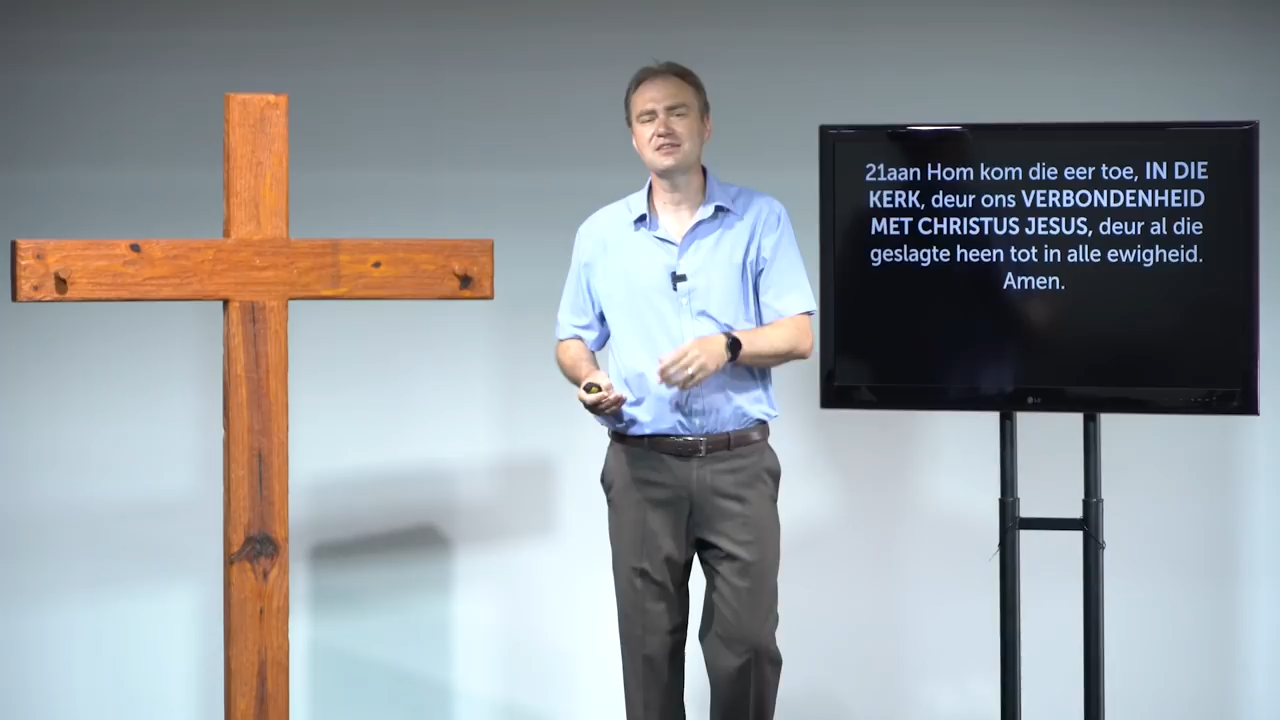 21aan Hom kom die eer toe, IN DIE
KERK, deur ons VERBONDENHEID
MET CHRISTUS JESUS, deur al die
geslagte heen tot in alle ewigheid.
Amen.
LG